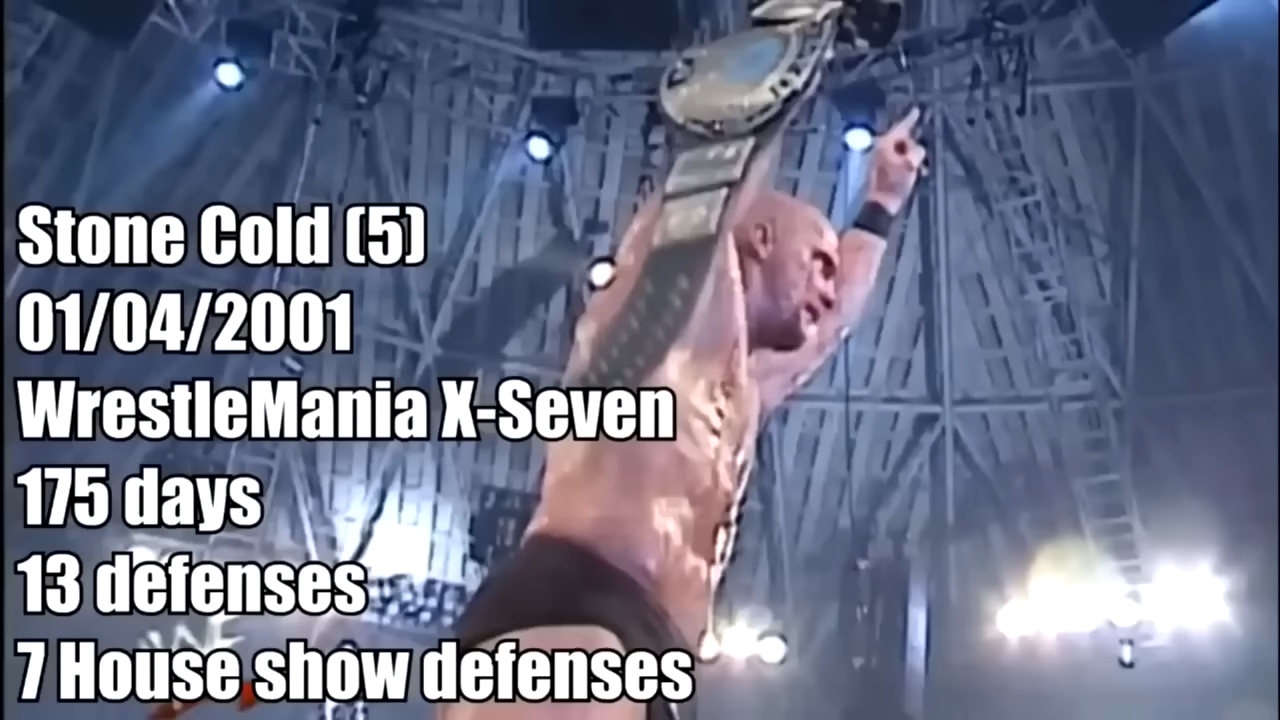 Stone Cold (5)
01/04/2001
WrestleMania X-Seven
175 days
13 defenses
7 House show defenses